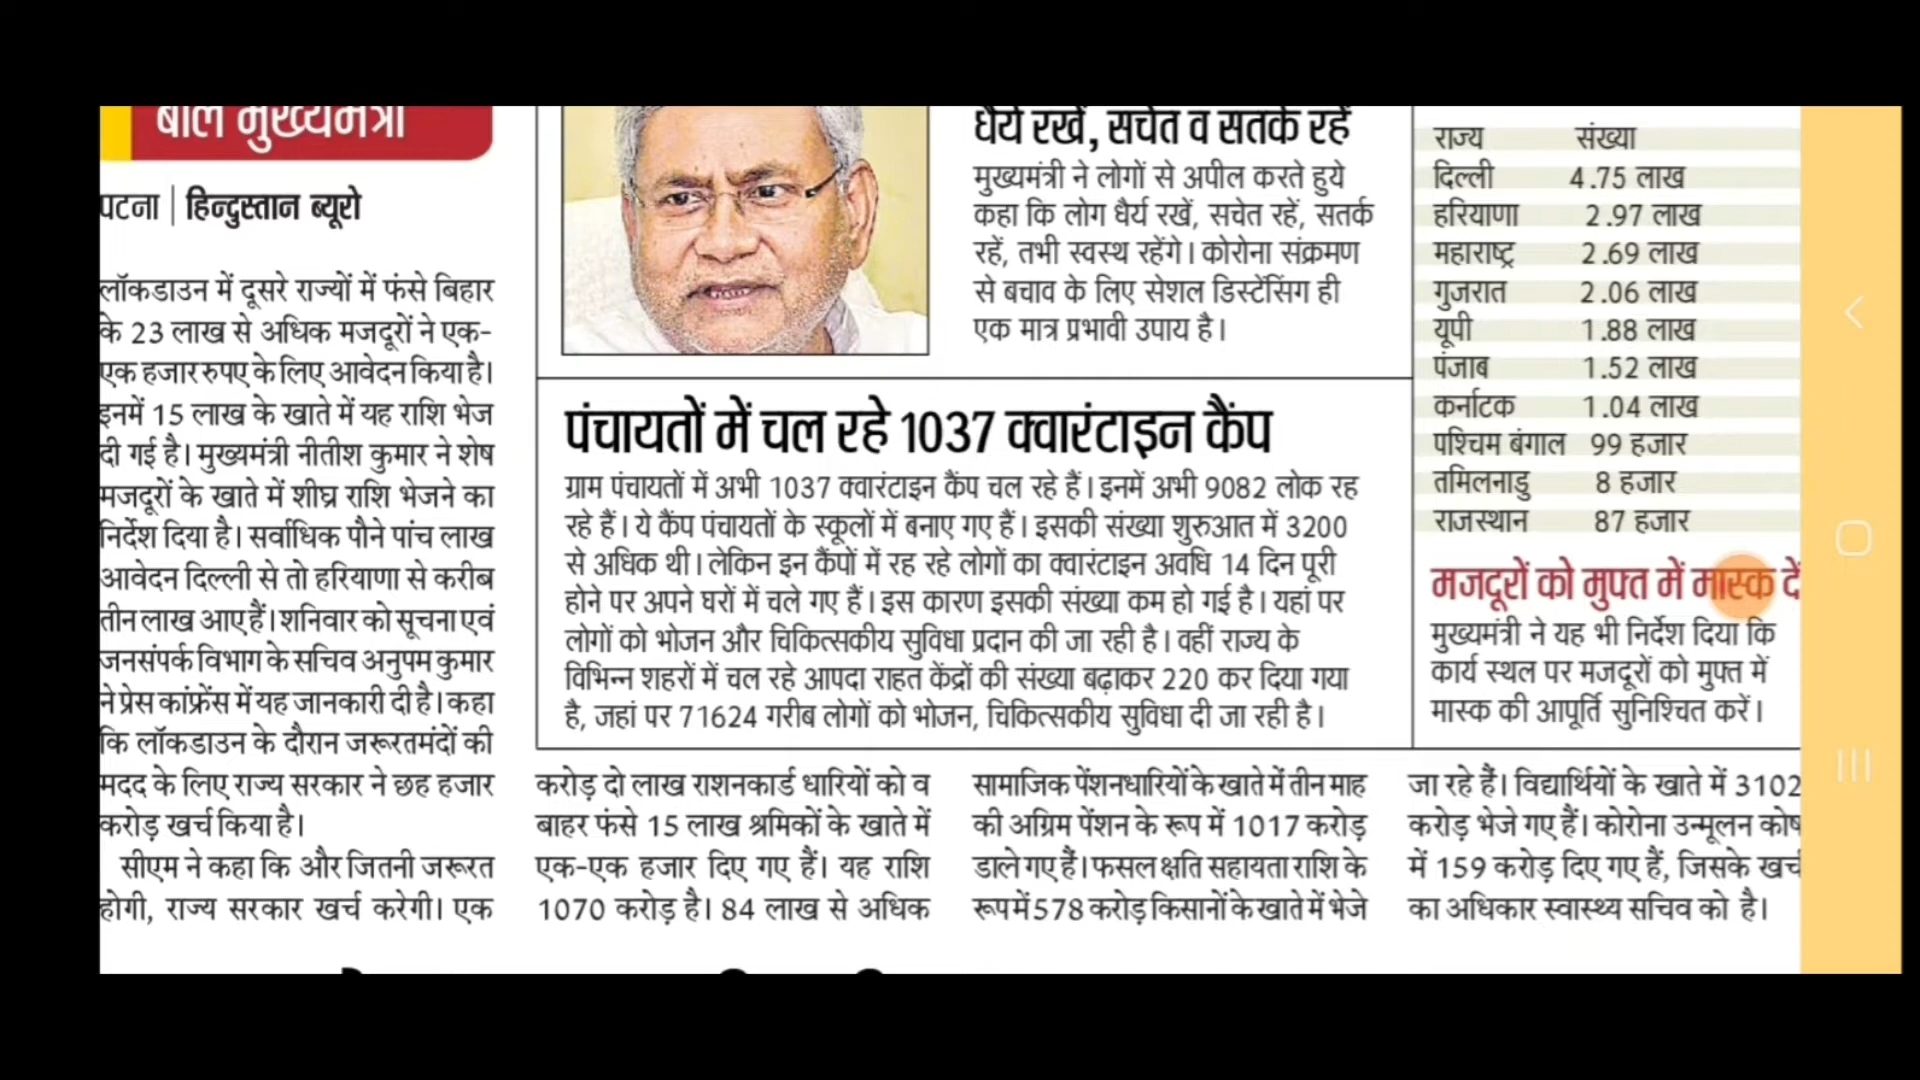 बोले मुख्यमंत्री
पटना | हिन्दुस्तान ब्यूरो
लॉकडाउन में दूसरे राज्यों में फंसे बिहार
के 23 लाख से अधिक मजदूरों ने एक-
एक हजार रुपए के लिए आवेदन किया है।
इनमें 15 लाख के खाते में यह राशि भेज
दी गई है। मुख्यमंत्री नीतीश कुमार ने शेष
मजदूरों के खाते में शीघ्र राशि भेजने का
निर्देश दिया है। सर्वाधिक पौने पांच लाख
आवेदन दिल्ली से तो हरियाणा से करीब
तीन लाख आए हैं। शनिवार को सूचना एवं
जनसंपर्क विभाग के सचिव अनुपम कुमार
ने प्रेस कांफ्रेंस में यह जानकारी दी है। कहा
कि लॉकडाउन के दौरान जरूरतमंदों की
मदद के लिए राज्य सरकार ने छह हजार
करोड़ खर्च किया है।
सीएम ने कहा कि और जितनी जरूरत
होगी, राज्य सरकार खर्च करेगी। एक
धैर्य रखें, सचेत व सतर्क रहें
मुख्यमंत्री ने लोगों से अपील करते हुये
कहा कि लोग धैर्य रखें, सचेत रहें, सतर्क
रहें, तभी स्वस्थ रहेंगे। कोरोना संक्रमण
से बचाव के लिए सेशल डिस्टेंसिंग ही
एक मात्र प्रभावी उपाय है।
पंचायतों में चल रहे 1037 क्वारंटाइन कैंप
ग्राम पंचायतों में अभी 1037 क्वारंटाइन कैंप चल रहे हैं। इनमें अभी 9082 लोक रह
रहे हैं। ये कैंप पंचायतों के स्कूलों में बनाए गए हैं। इसकी संख्या शुरुआत में 3200
से अधिक थी। लेकिन इन कैंपों में रह रहे लोगों का क्वारंटाइन अवधि 14 दिन पूरी
होने पर अपने घरों में चले गए हैं। इस कारण इसकी संख्या कम हो गई है। यहां पर
लोगों को भोजन और चिकित्सकीय सुविधा प्रदान की जा रही है। वहीं राज्य के
विभिन्न शहरों में चल रहे आपदा राहत केंद्रों की संख्या बढ़ाकर 220 कर दिया गया
है, जहां पर 71624 गरीब लोगों को भोजन, चिकित्सकीय सुविधा दी जा रही है।
राज्य संख्या
दिल्ली 4.75 लाख
हरियाणा 2.97 लाख
महाराष्ट्र 2.69 लाख
गुजरात 2.06 लाख
यूपी 1.88 लाख
पंजाब 1.52 लाख
कर्नाटक 1.04 लाख
पश्चिम बंगाल 99 हजार
तमिलनाडु 8 हजार
राजस्थान 87 हजार
मजदूरों को मुफ्त में मास्क दें
मुख्यमंत्री ने यह भी निर्देश दिया कि
कार्य स्थल पर मजदूरों को मुफ्त में
मास्क की आपूर्ति सुनिश्चित करें।
करोड़ दो लाख राशनकार्ड धारियों को व
बाहर फंसे 15 लाख श्रमिकों के खाते में
एक-एक हजार दिए गए हैं। यह राशि
1070 करोड़ है। 84 लाख से अधिक
सामाजिक पेंशनधारियों के खाते में तीन माह
की अग्रिम पेंशन के रूप में 1017 करोड़
डाले गए हैं। फसल क्षति सहायता राशि के
रूप में 578 करोड़ किसानों के खाते में भेजे
जा रहे हैं। विद्यार्थियों के खाते में 3102
करोड़ भेजे गए हैं। कोरोना उन्मूलन कोष
में 159 करोड़ दिए गए हैं, जिसके खर्च
का अधिकार स्वास्थ्य सचिव को है।